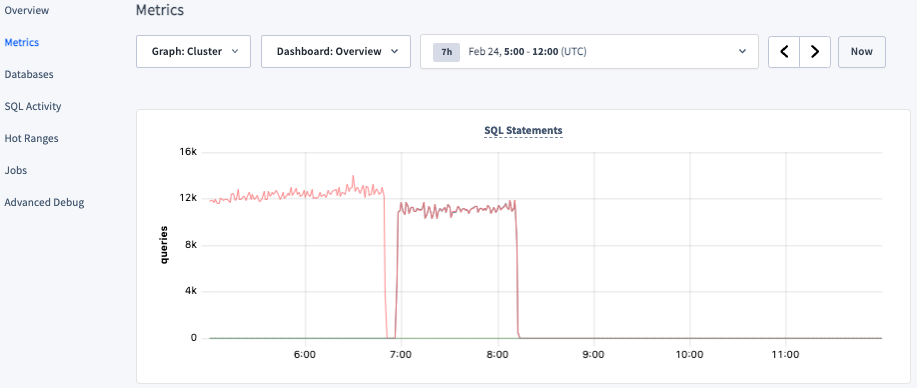 Overview
Metrics
Databases
SQL Activity
Hot Ranges
Jobs
Advanced Debug
Metrics
Graph: Cluster
Dashboard: Overview
7h Feb 24, 5:00 - 12:00 (UTC)
Now
SQL Statements
queries
16k
12k
8k
4k
0
6:00 7:00 8:00 9:00 10:00 11:00